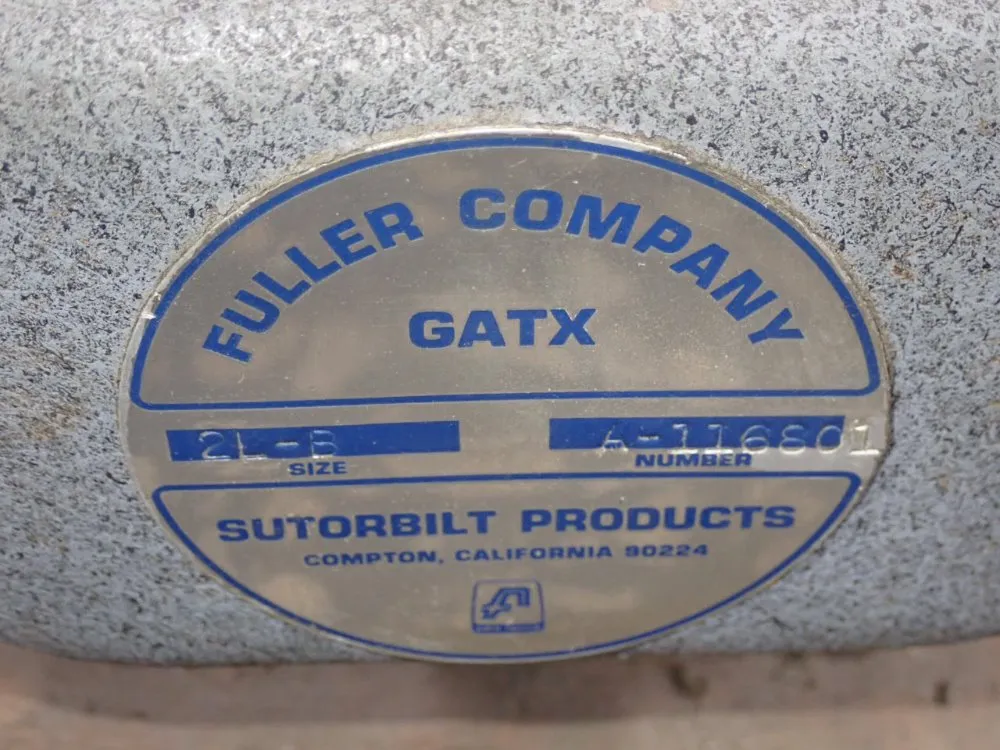 FULLER COMPANY
GATX
2L-B A-116801
SIZE NUMBER
SUTORBILT PRODUCTS
COMPTON, CALIFORNIA 90224